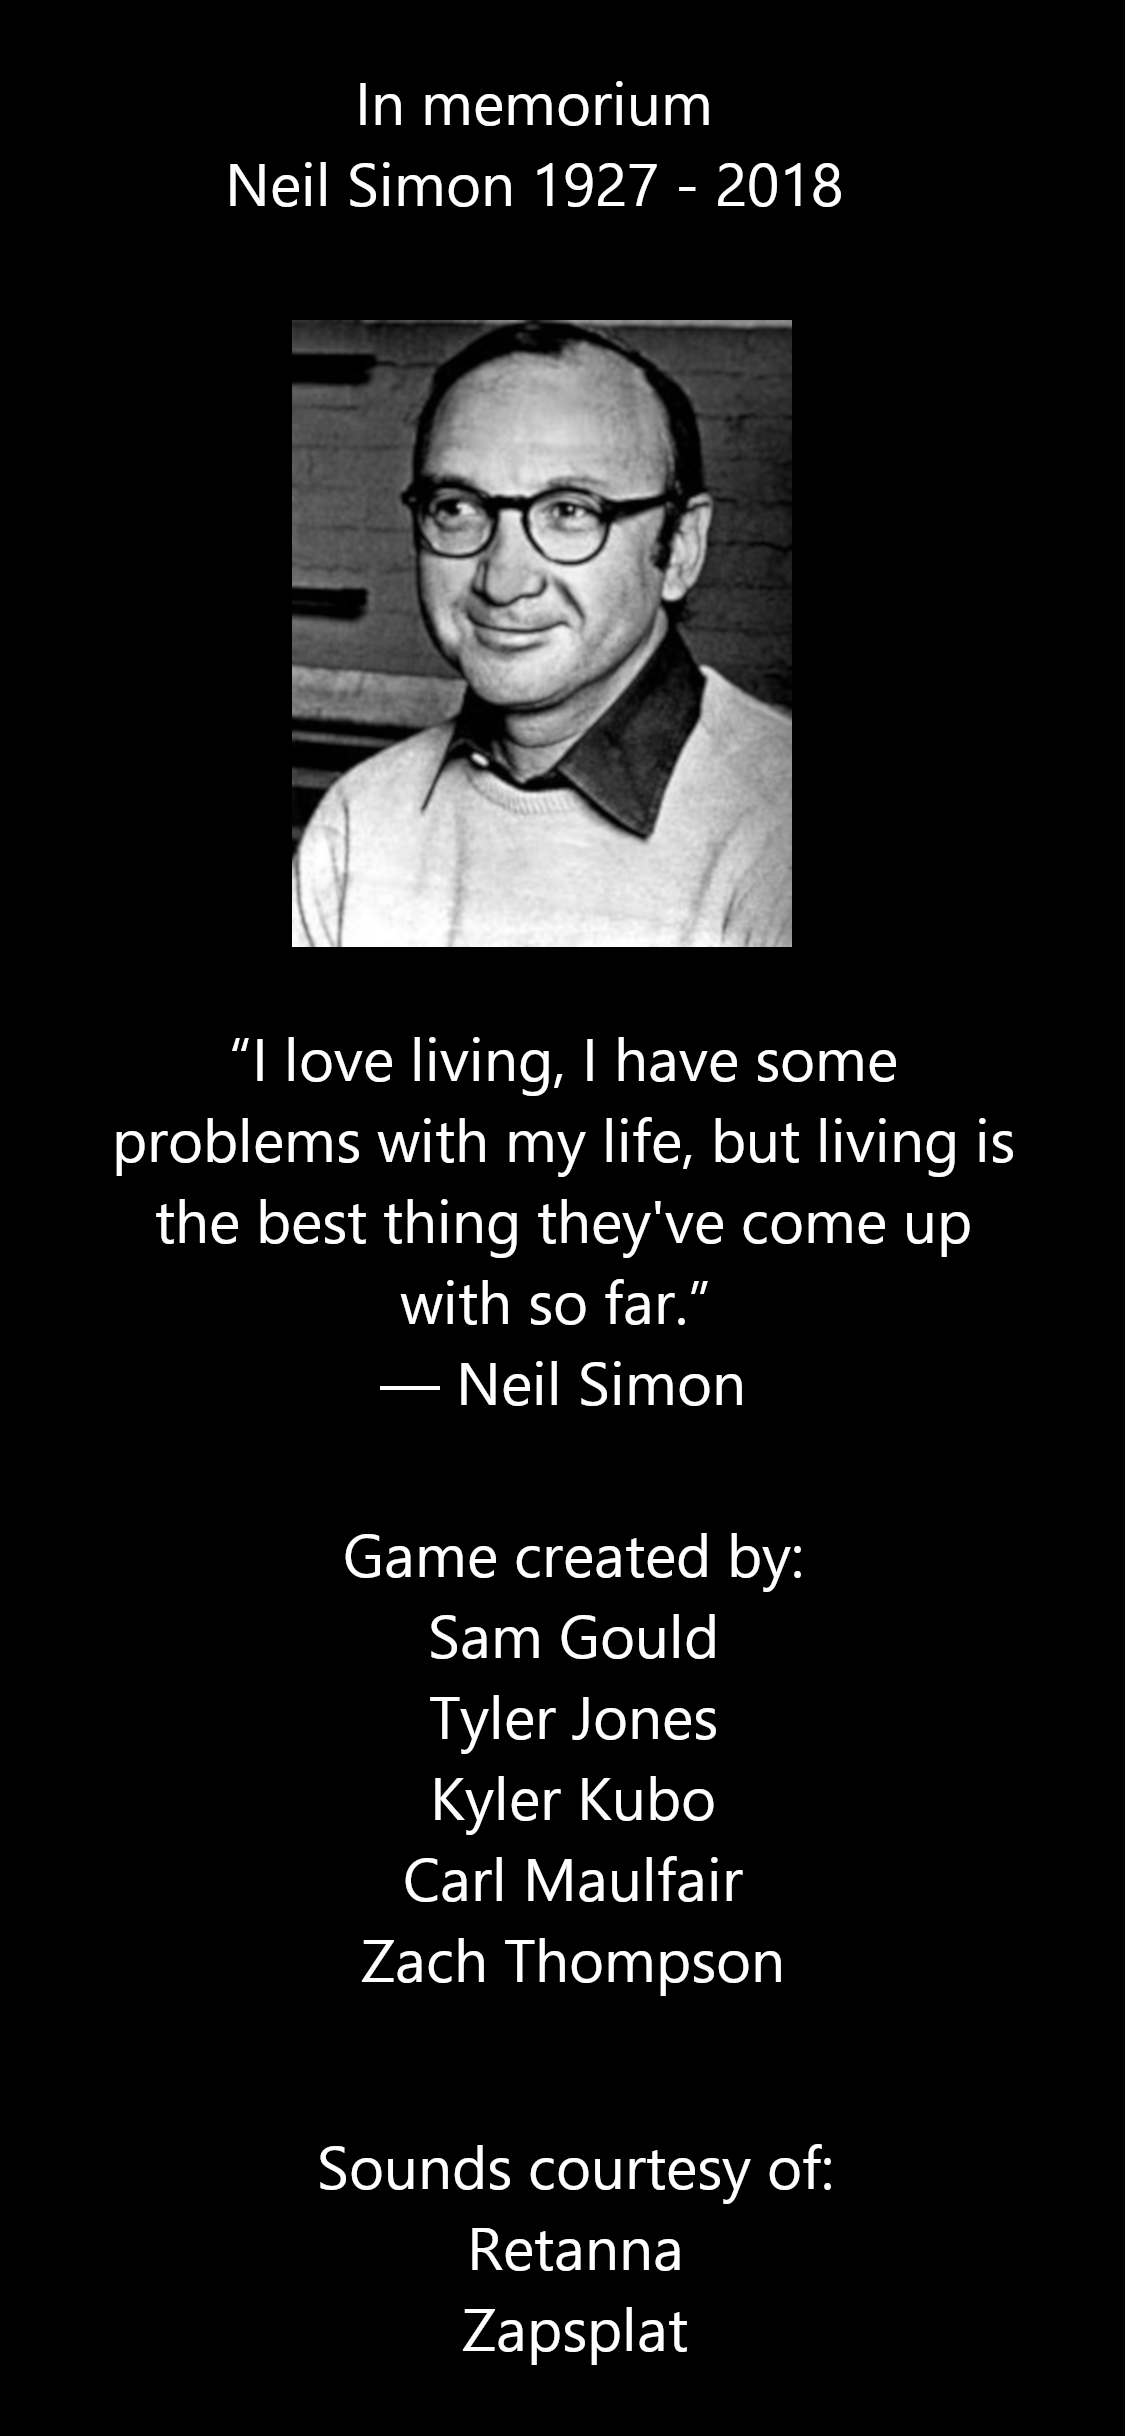 In memorium
Neil Simon 1927 - 2018
“I love living, I have some
problems with my life, but living is
the best thing they've come up
with so far.”
— Neil Simon
Game created by:
Sam Gould
Tyler Jones
Kyler Kubo
Carl Maulfair
Zach Thompson
Sounds courtesy of:
Retanna
Zapsplat